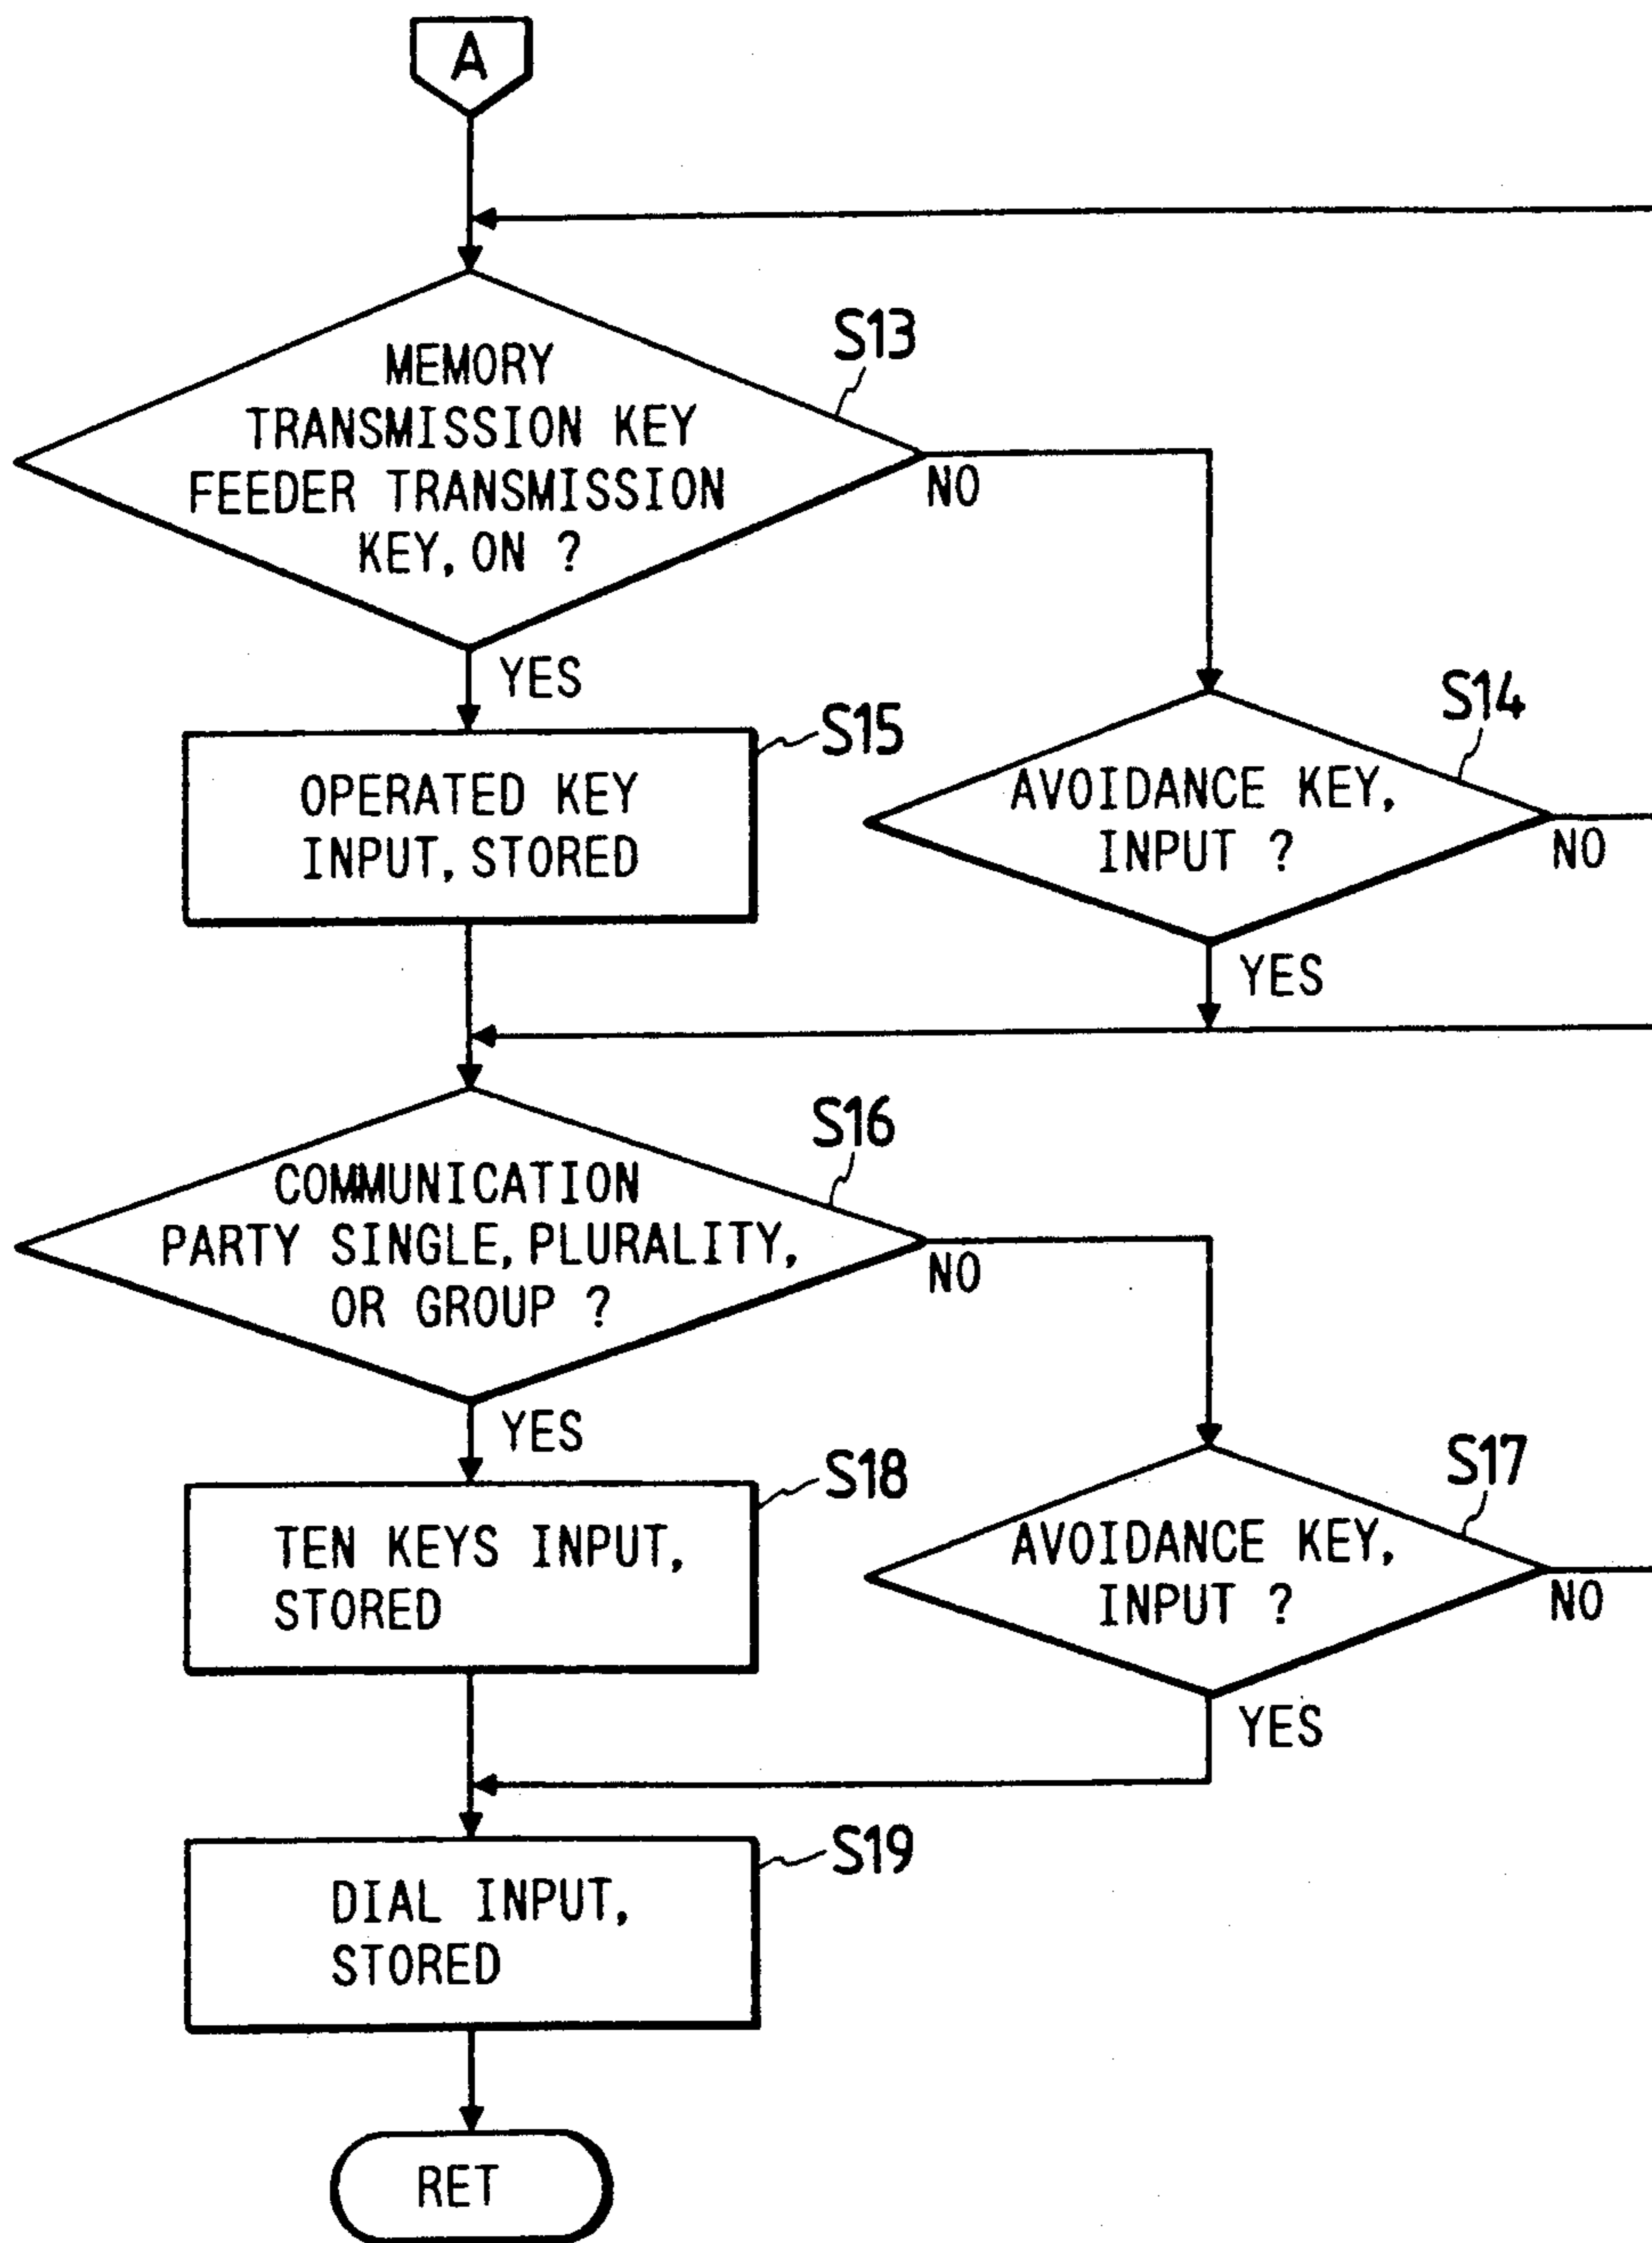 A
S13
MEMORY
TRANSMISSION KEY
FEEDER TRANSMISSION
KEY, ON ?
NO
YES
S14
S15
OPERATED KEY
INPUT, STORED
AVOIDANCE KEY,
INPUT ?
NO
YES
S16
COMMUNICATION
PARTY SINGLE, PLURALITY,
OR GROUP ?
NO
YES
S17
S18
TEN KEYS INPUT,
STORED
AVOIDANCE KEY,
INPUT ?
NO
YES
S19
DIAL INPUT,
STORED
RET